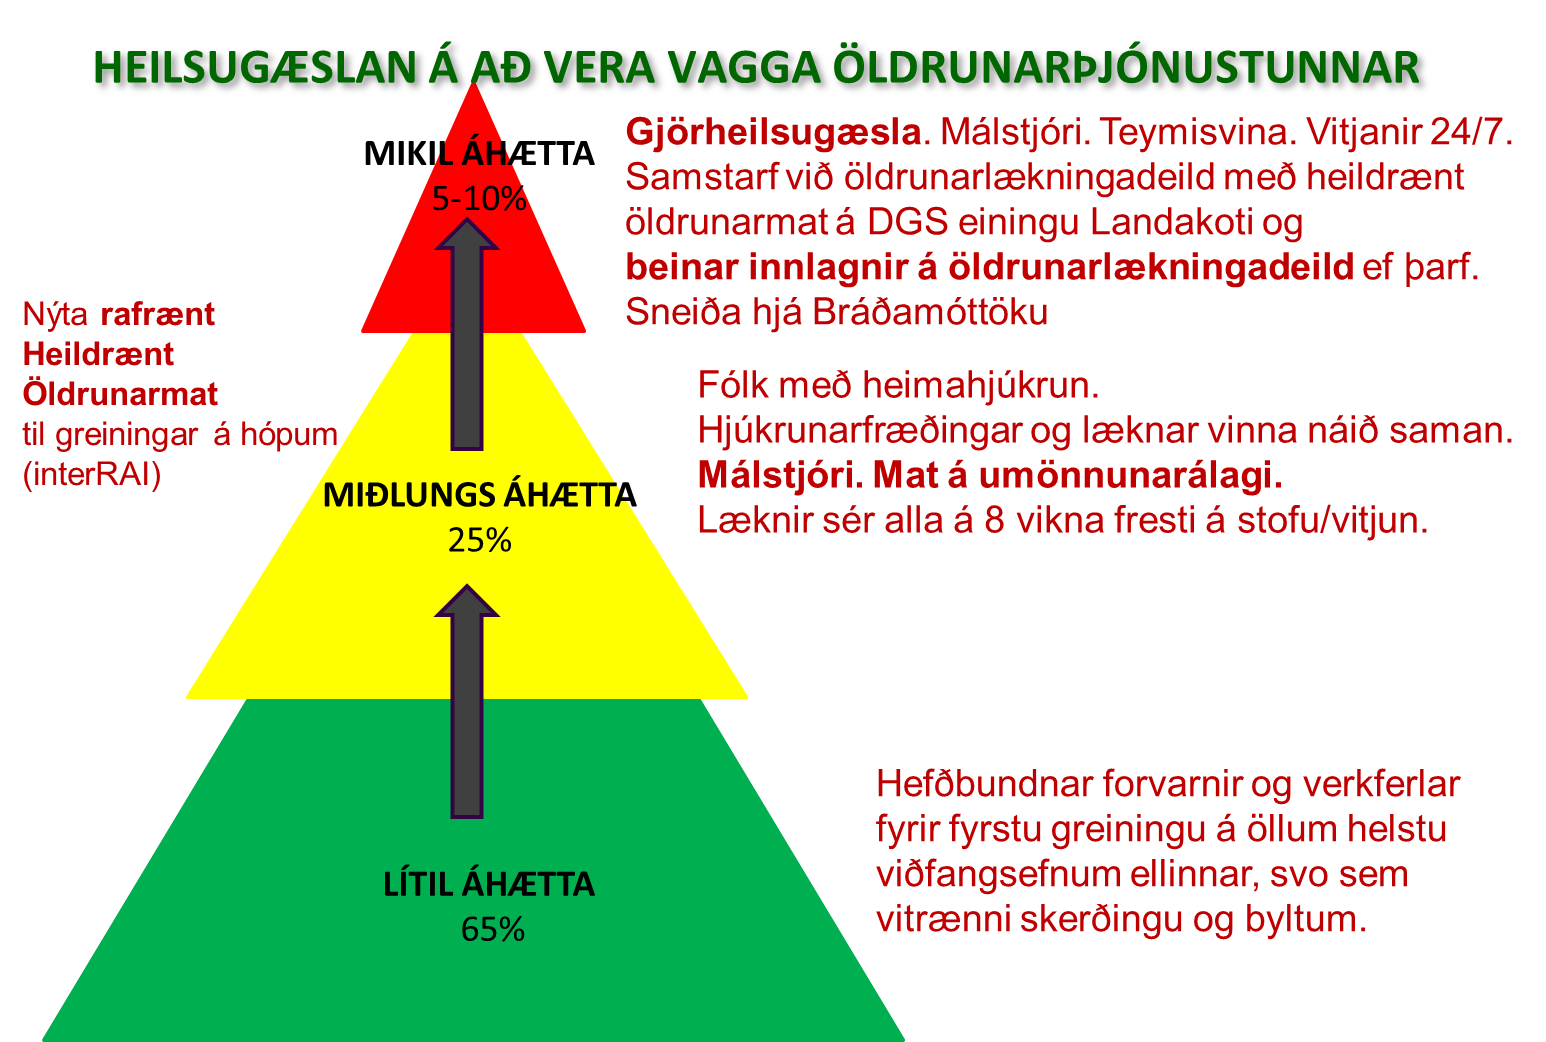 HEILSUGÆSLAN Á AÐ VERA VAGGA ÖLDRUNARÞJÓNUSTUNNAR
MIKIL ÁHÆTTA
5-10%
Gjörheilsugæsla. Málstjóri. Teymisvina. Vitjanir 24/7.
Samstarf við öldrunarlækningadeild með heildrænt
öldrunarmat á DGS einingu Landakoti og
beinar innlagnir á öldrunarlækningadeild ef þarf.
Sneiða hjá Bráðamóttöku
Nýta rafrænt
Heildrænt
Öldrunarmat
til greiningar á hópum
(interRAI)
Fólk með heimahjúkrun.
Hjúkrunarfræðingar og læknar vinna náið saman.
Málstjóri. Mat á umönnunarálagi.
Læknir sér alla á 8 vikna fresti á stofu/vitjun.
MIÐLUNGS ÁHÆTTA
25%
Hefðbundnar forvarnir og verkferlar
fyrir fyrstu greiningu á öllum helstu
viðfangsefnum ellinnar, svo sem
vitrænni skerðingu og byltum.
LÍTIL ÁHÆTTA
65%